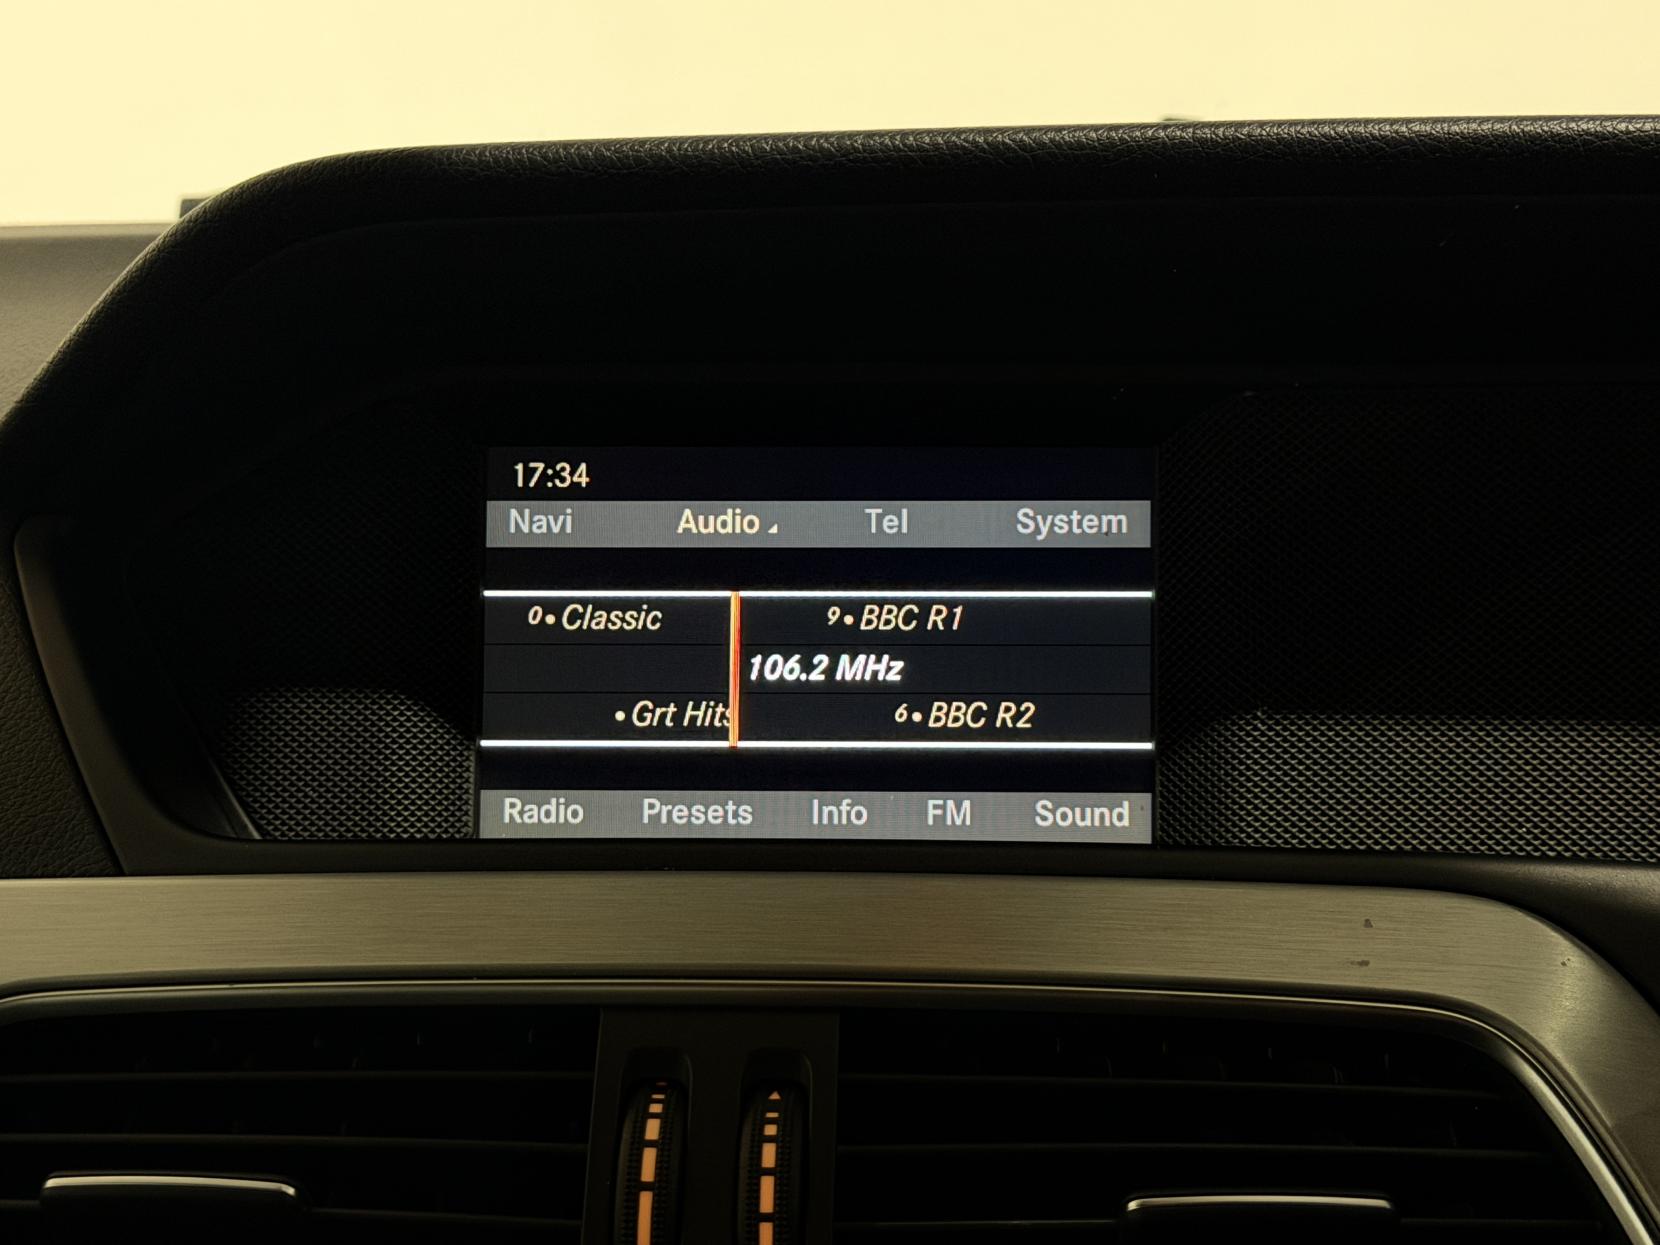 17:34
Navi Audio Tel System
0•Classic 9•BBC R1
106.2 MHz
•Grt Hits 6•BBC R2
Radio Presets Info FM Sound